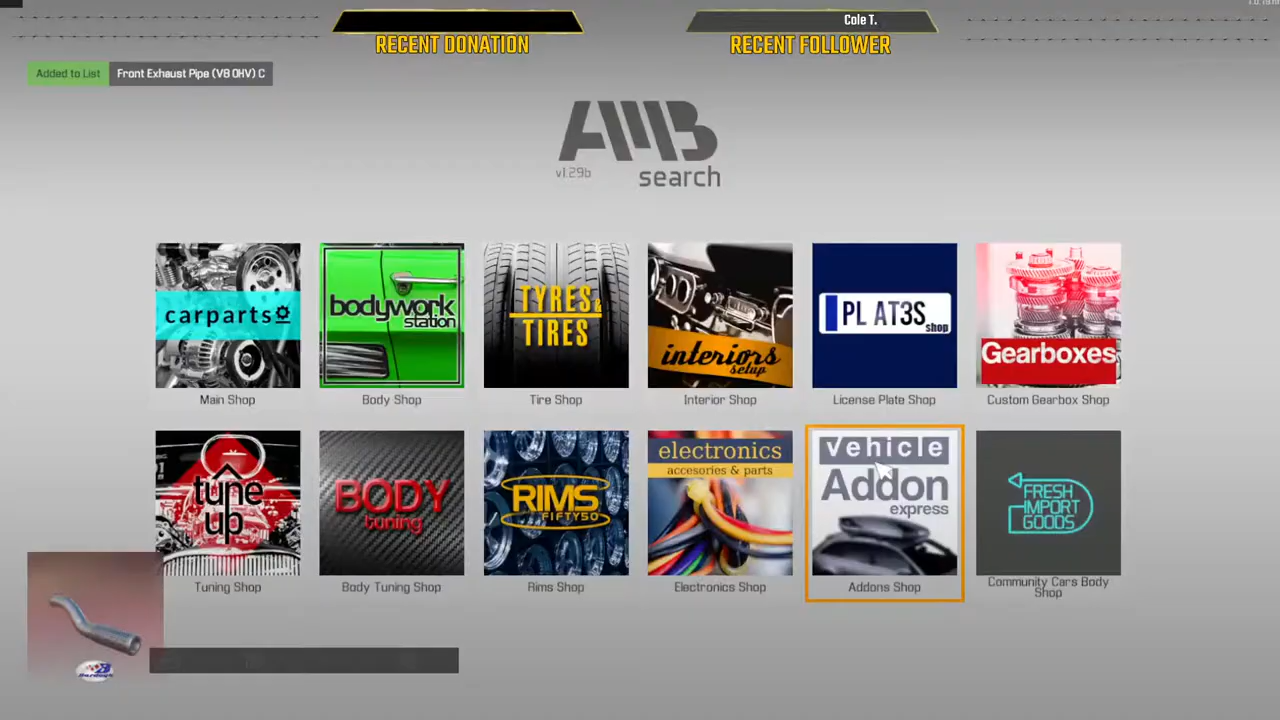 Cole T.
RECENT DONATION
RECENT FOLLOWER
Added to List
Front Exhaust Pipe (V8 OHV) C
AMB
v1.29b
search
carparts
bodywork
station
TYRES &
TIRES
interiors
setup
PL AT3S
shop
Gearboxes
Main Shop
Body Shop
Tire Shop
Interior Shop
License Plate Shop
Custom Gearbox Shop
tune
up
BODY
tuning
RIMS
FIFTY50
electronics
accesories & parts
vehicle
Addon
express
FRESH
IMPORT
GOODS
Tuning Shop
Body Tuning Shop
Rims Shop
Electronics Shop
Addons Shop
Community Cars Body
Shop